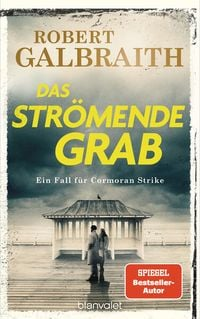 ROBERT
GALBRAITH
DAS
STRÖMENDE
GRAB
Ein Fall für Cormoran Strike
SPIEGEL
Bestseller-
Autor
blanvalet